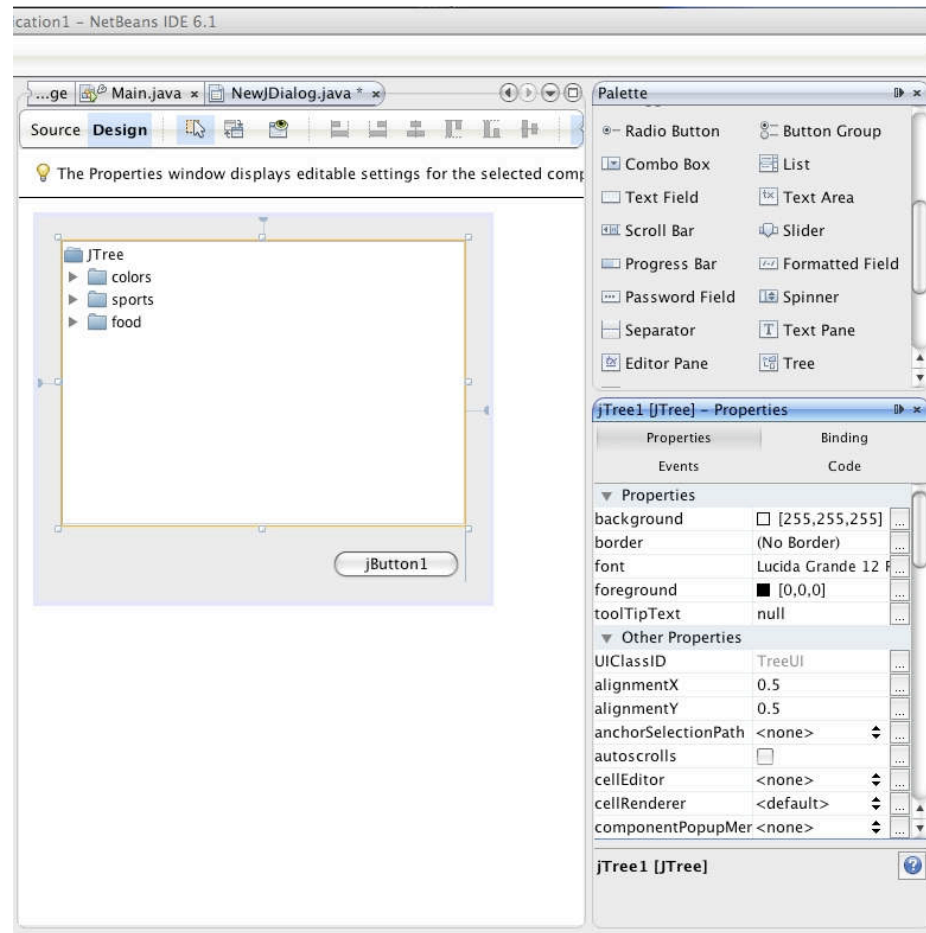 ication1 – NetBeans IDE 6.1
...ge Main.java × NewJDialog.java * ×
Source Design
The Properties window displays editable settings for the selected comp
JTree
colors
sports
food
jButton1
Palette
Radio Button Button Group
Combo Box List
Text Field Text Area
Scroll Bar Slider
Progress Bar Formatted Field
Password Field Spinner
Separator Text Pane
Editor Pane Tree
jTree1 [JTree] – Properties
Properties Binding
Events Code
Properties
background [255,255,255] ...
border (No Border) ...
font Lucida Grande 12 P ...
foreground [0,0,0] ...
toolTipText null ...
Other Properties
UIClassID TreeUI ...
alignmentX 0.5 ...
alignmentY 0.5 ...
anchorSelectionPath <none> ...
autoscrolls ...
cellEditor <none> ...
cellRenderer <default> ...
componentPopupMer <none> ...
jTree1 [JTree]